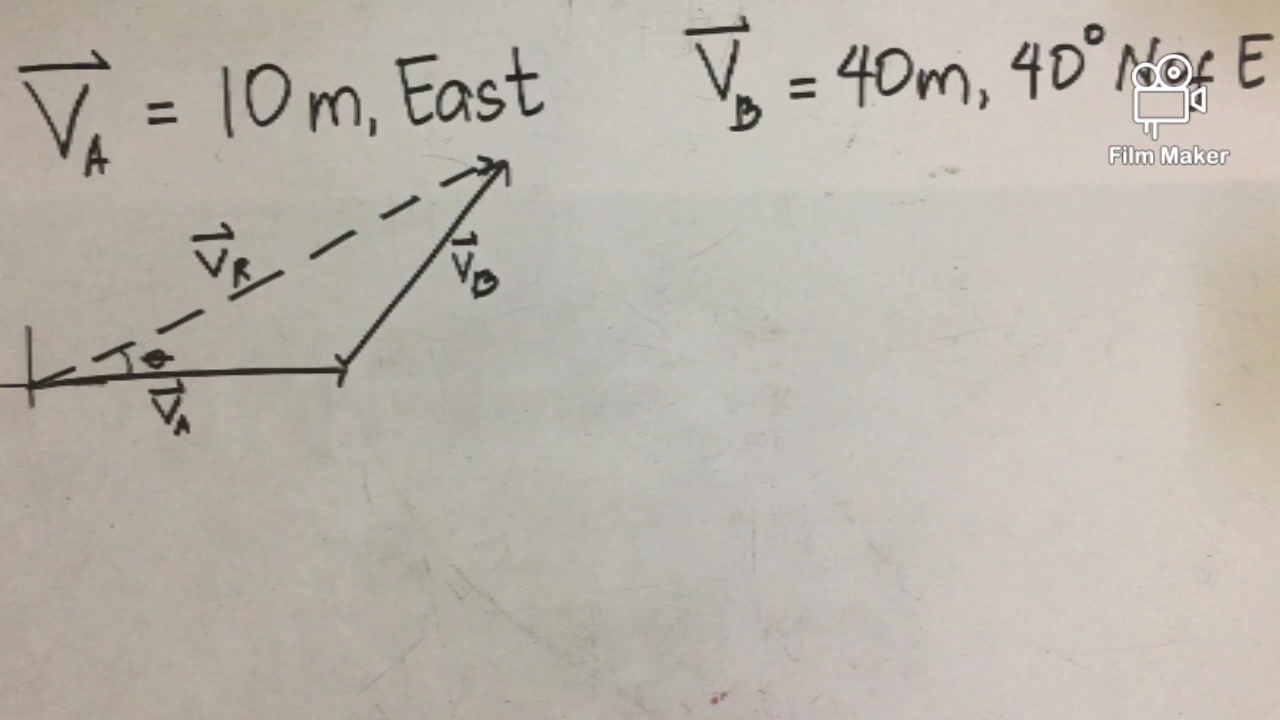 V_A = 10 m, East
V_B = 40m, 40° N of E
Film Maker
V_R
V_B
θ
V_A